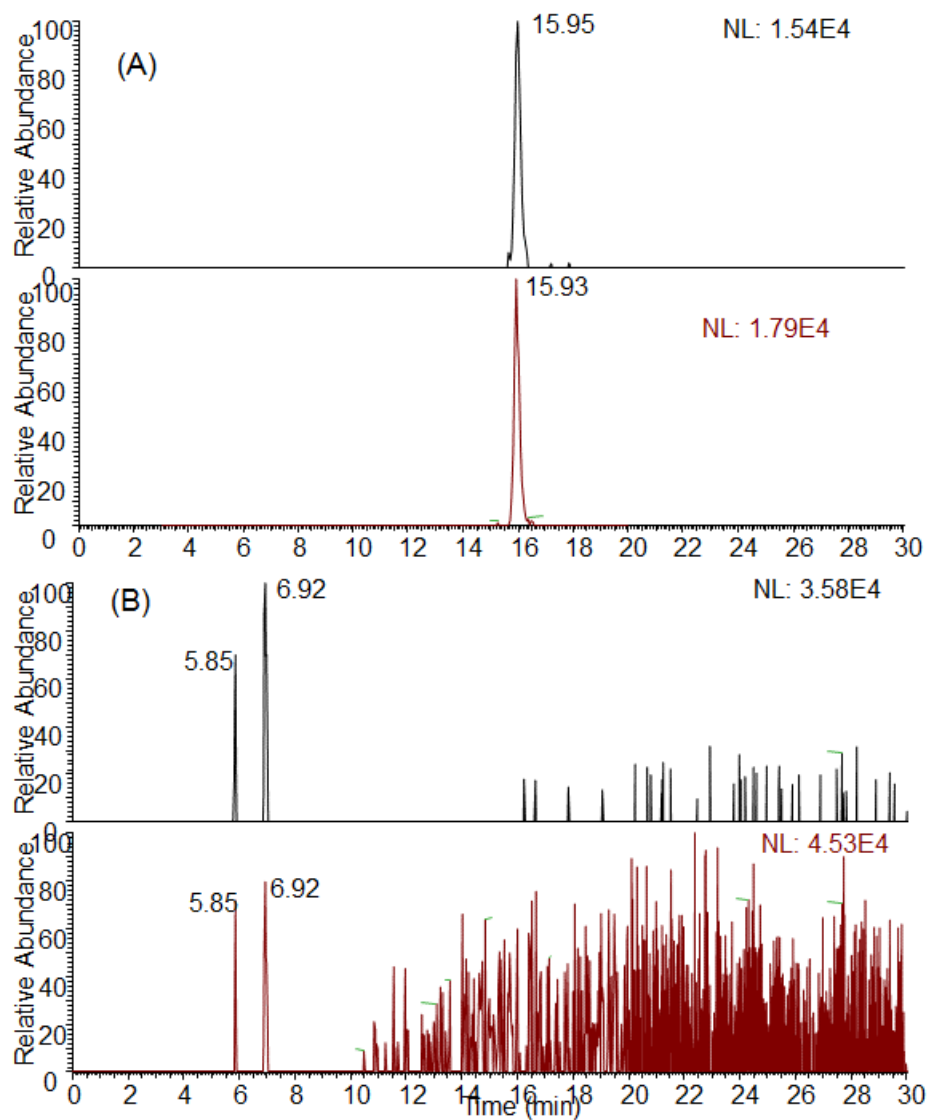 100
15.95
NL: 1.54E4
(A)
80
60
40
20
0
Relative Abundance
100
15.93
NL: 1.79E4
80
60
40
20
0
Relative Abundance
0 2 4 6 8 10 12 14 16 18 20 22 24 26 28 30
100
(B)
6.92
NL: 3.58E4
5.85
80
60
40
20
0
Relative Abundance
100
NL: 4.53E4
5.85
6.92
80
60
40
20
0
Relative Abundance
0 2 4 6 8 10 12 14 16 18 20 22 24 26 28 30
Time (min)